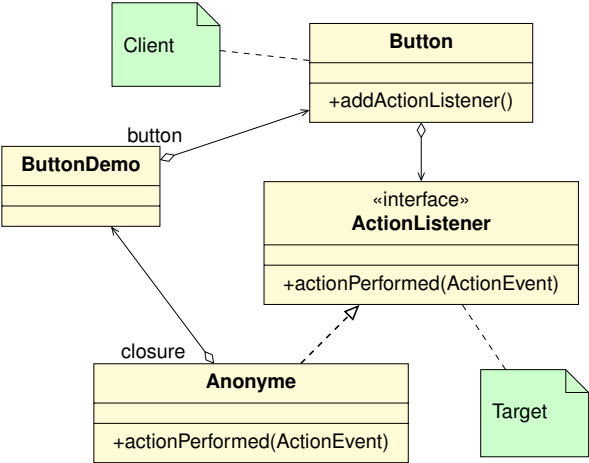 Client
Button
+addActionListener()
button
ButtonDemo
«interface»
ActionListener
+actionPerformed(ActionEvent)
closure
Anonyme
+actionPerformed(ActionEvent)
Target